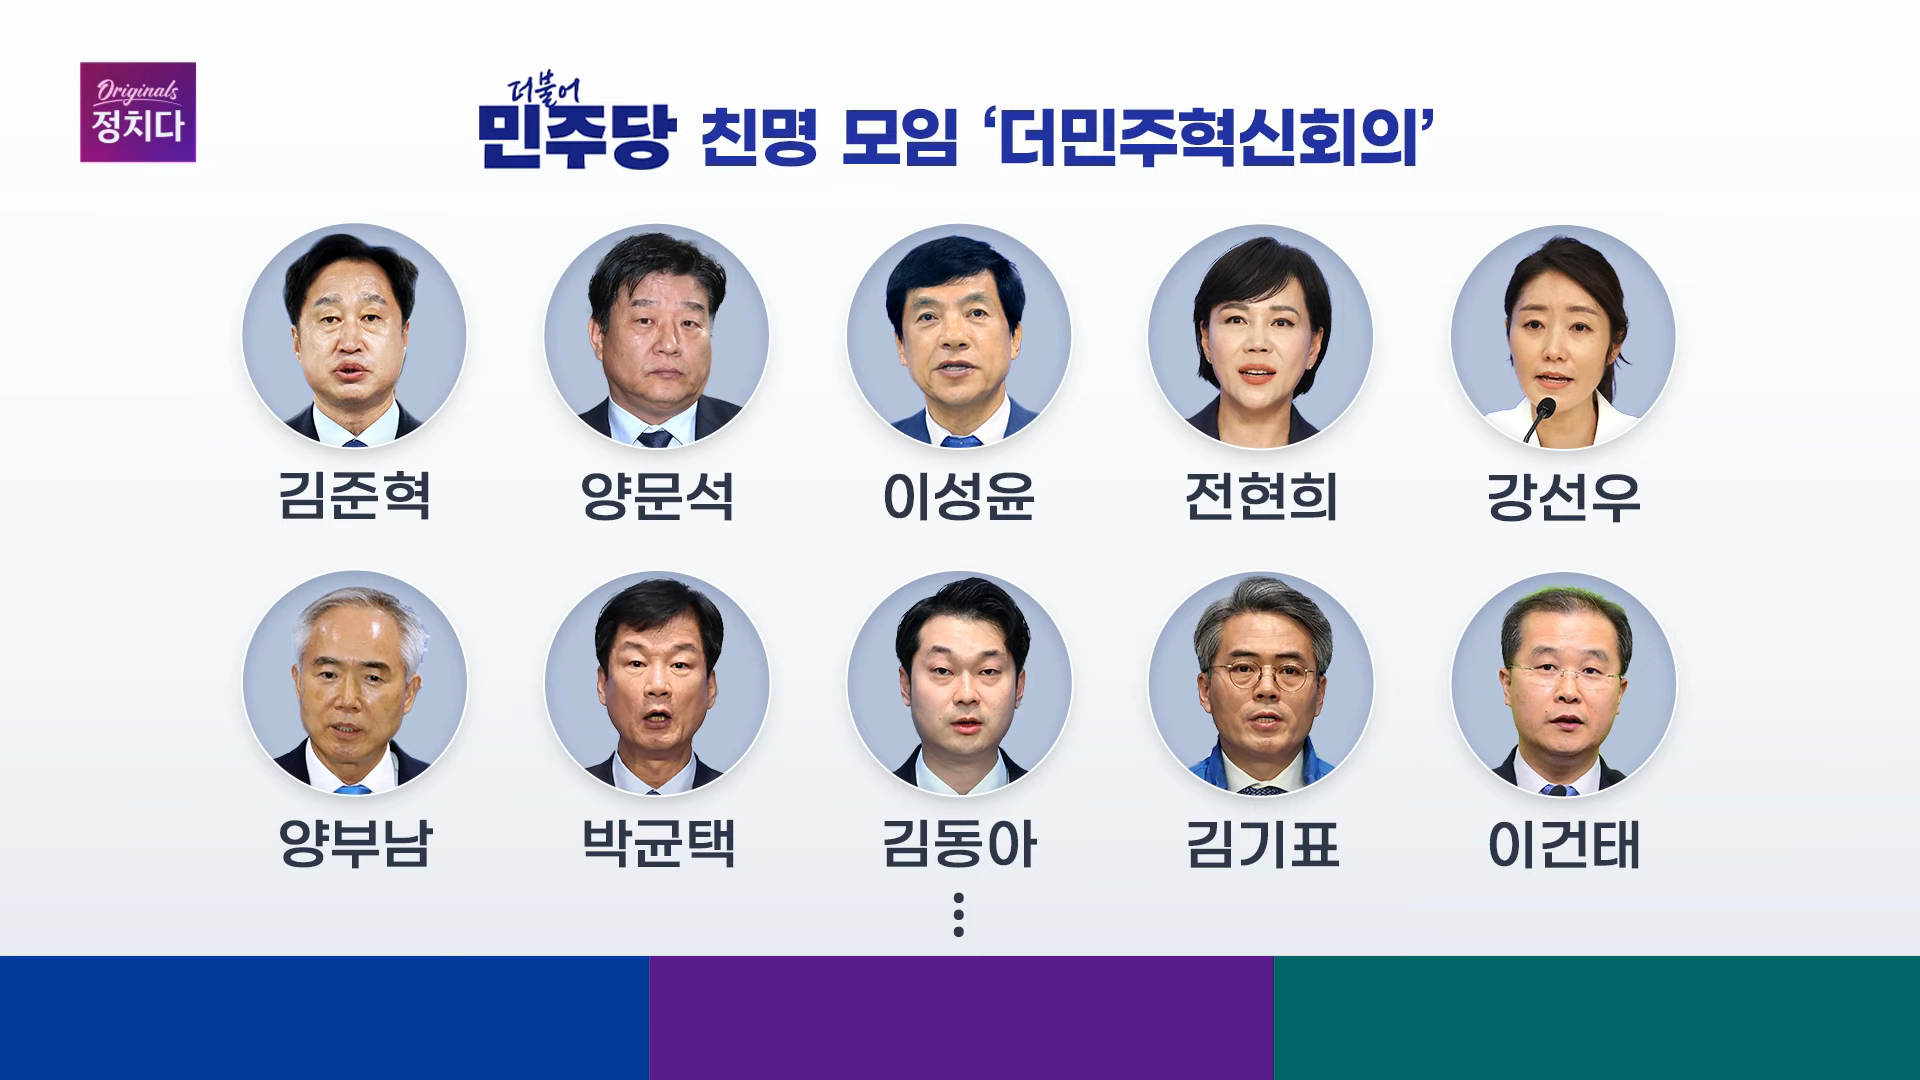 Originals
정치다
더불어
민주당 친명 모임 ‘더민주혁신회의’
김준혁 양문석 이성윤 전현희 강선우
양부남 박균택 김동아 김기표 이건태
⋮